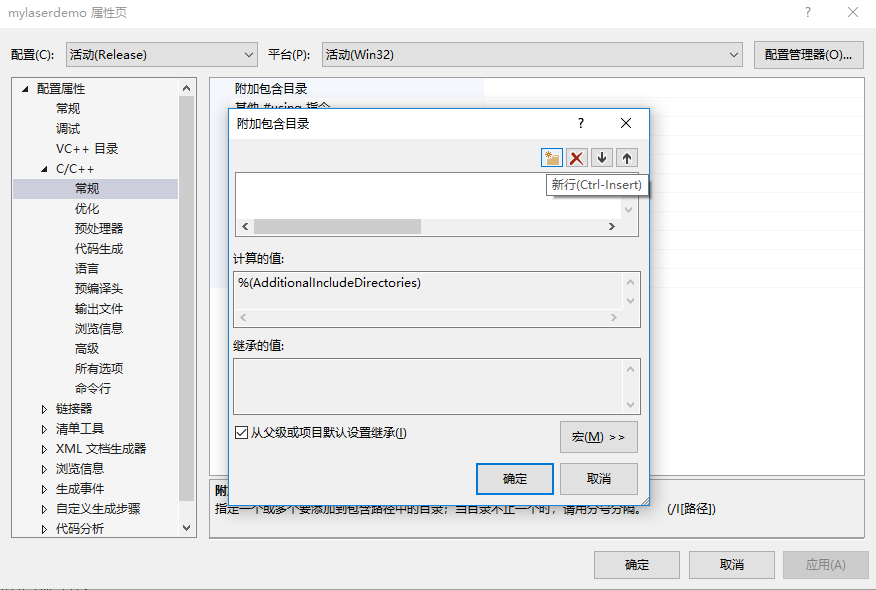 mylaserdemo 属性页
配置(C): 活动(Release) 平台(P): 活动(Win32) 配置管理器(O)...
配置属性
常规
调试
VC++ 目录
C/C++
常规
优化
预处理器
代码生成
语言
预编译头
输出文件
浏览信息
高级
所有选项
命令行
链接器
清单工具
XML 文档生成器
浏览信息
生成事件
自定义生成步骤
代码分析
附加包含目录
其他 #using 指令
附加包含目录
新行(Ctrl-Insert)
计算的值:
%(AdditionalIncludeDirectories)
继承的值:
从父级或项目默认设置继承(I)
宏(M) >>
确定 取消
指定一个或多个要添加到包含路径中的目录；当目录不止一个时，请用分号分隔。 (/I[路径])
确定 取消 应用(A)